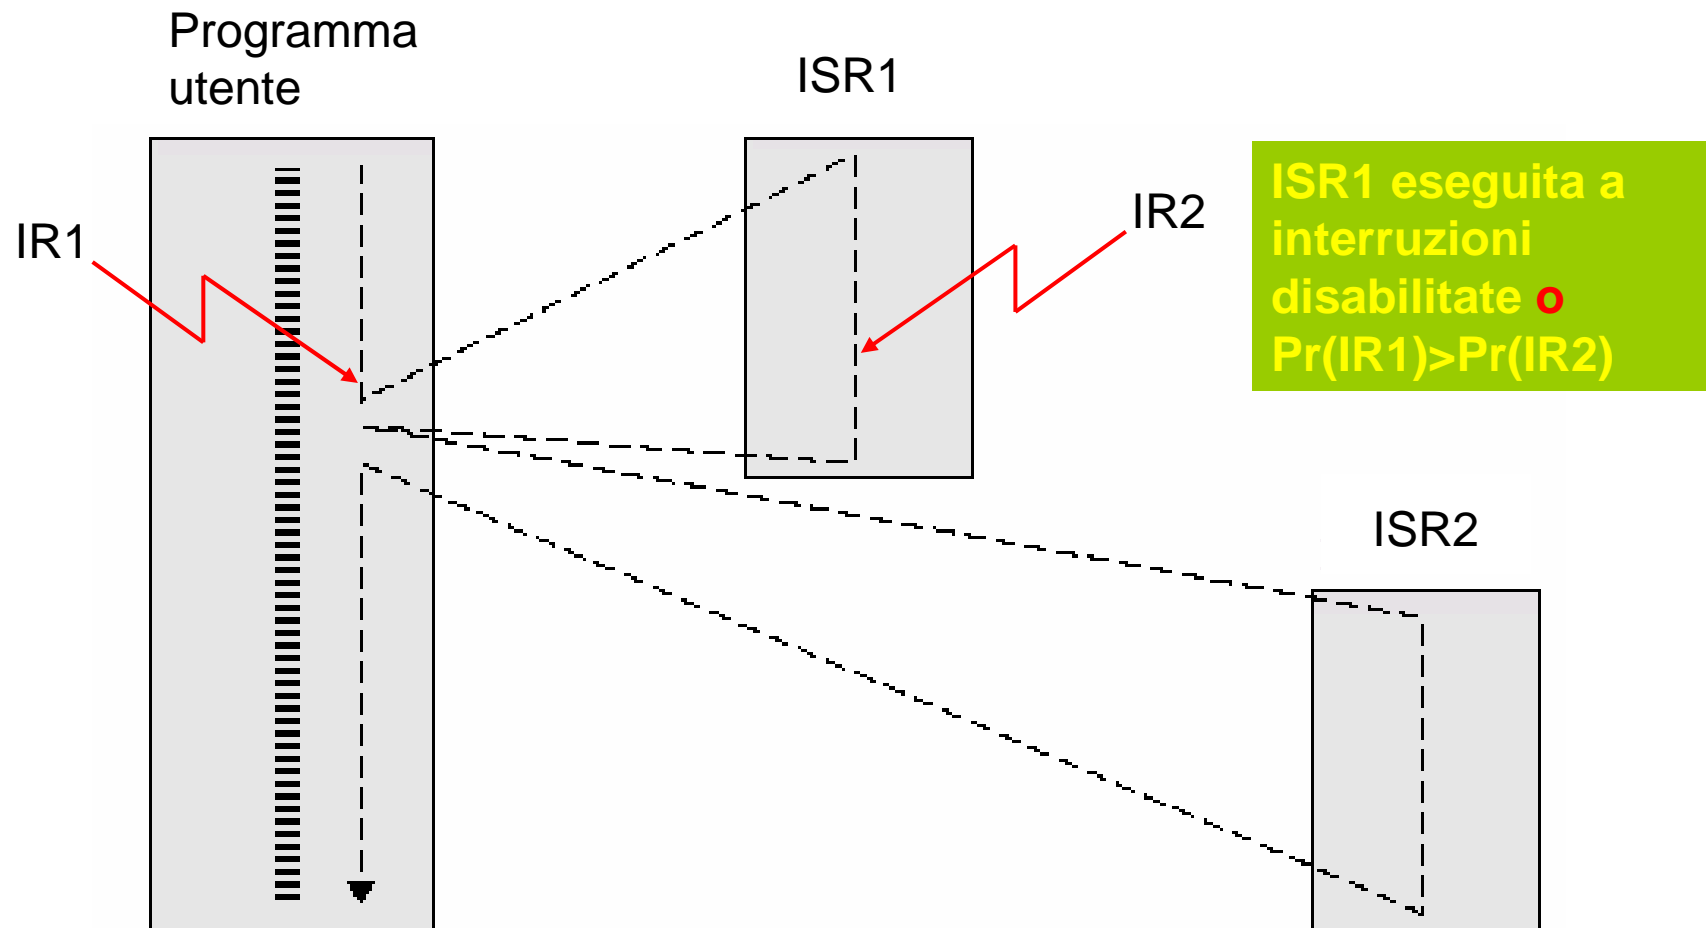 Programma
utente
ISR1
IR1
IR2
ISR1 eseguita a
interruzioni
disabilitate o
Pr(IR1)>Pr(IR2)
ISR2